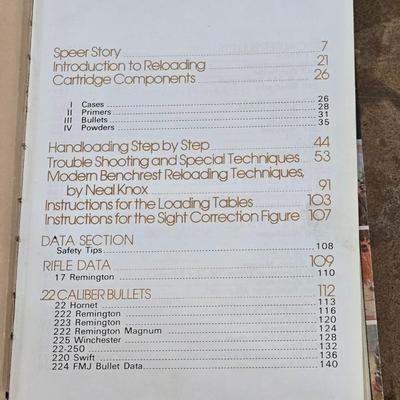 Speer Story 7
Introduction to Reloading 21
Cartridge Components 26
I Cases 26
II Primers 28
III Bullets 31
IV Powders 35
Handloading Step by Step 44
Trouble Shooting and Special Techniques 53
Modern Benchrest Reloading Techniques,
by Neal Knox 91
Instructions for the Loading Tables 103
Instructions for the Sight Correction Figure 107
DATA SECTION
Safety Tips 108
RIFLE DATA 109
17 Remington 110
22 CALIBER BULLETS 112
22 Hornet 113
222 Remington 116
223 Remington 120
222 Remington Magnum 124
225 Winchester 128
22-250 132
220 Swift 136
224 FMJ Bullet Data 140